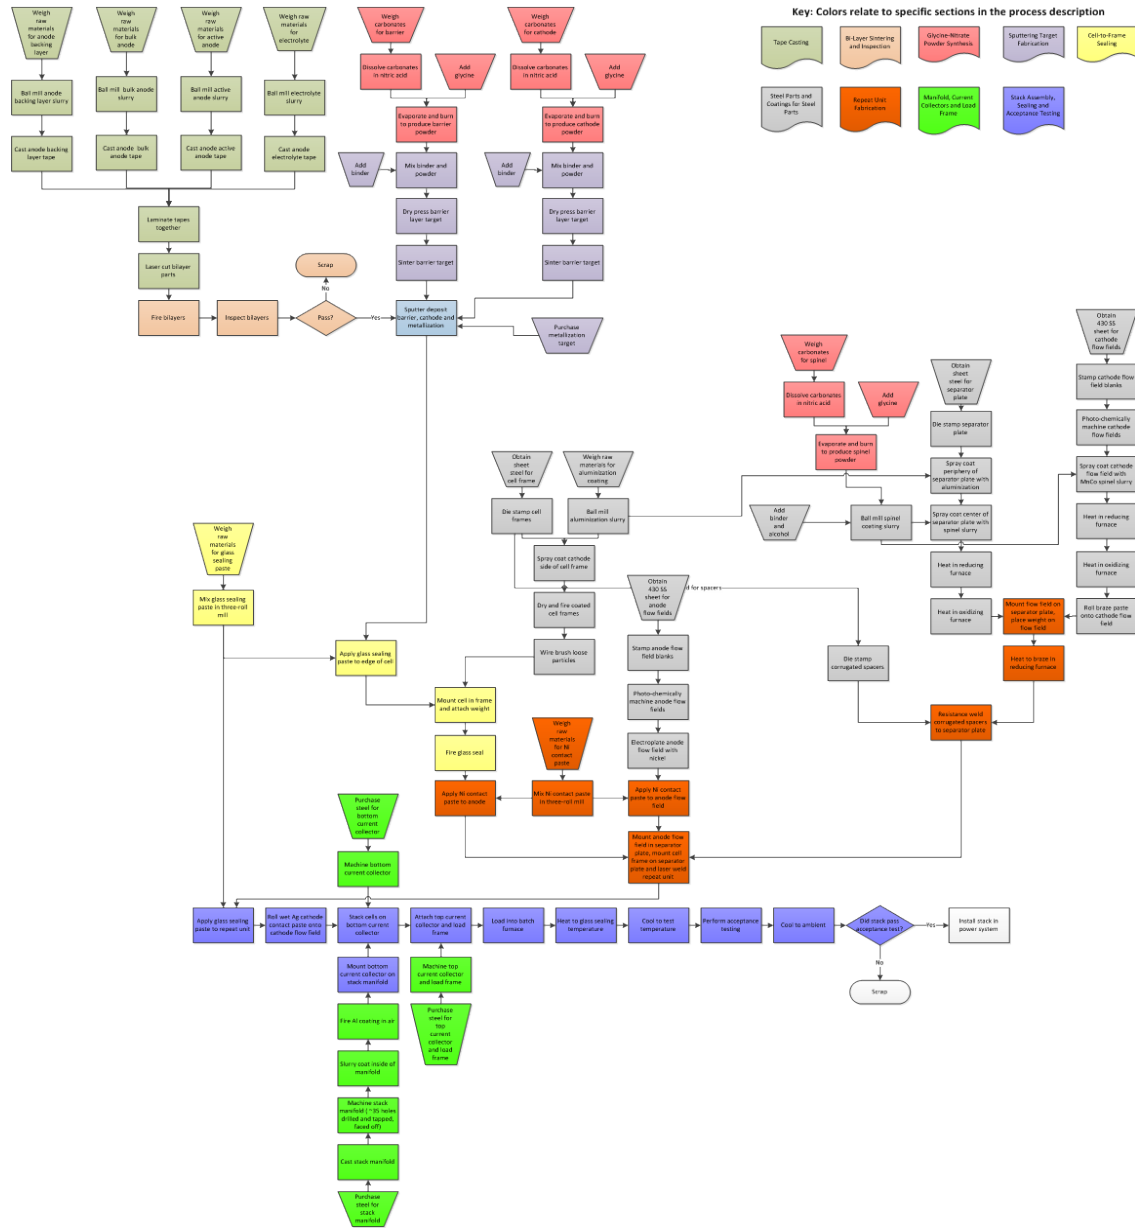 Key: Colors relate to specific sections in the process description
Tape Casting
Bi-Layer Sintering
and Inspection
Glycine-Nitrate
Powder Synthesis
Sputtering Target
Fabrication
Cell-to-Frame
Sealing
Steel Parts and
Coatings for Steel
Parts
Repeat Unit
Fabrication
Manifold, Current
Collectors and Load
Frame
Stack Assembly,
Sealing and
Acceptance Testing
Weigh
raw
materials
for anode
backing
layer
Weigh
raw
materials
for bulk
anode
Weigh
raw
materials
for active
anode
Weigh
raw
materials
for
electrolyte
Ball mill anode
backing layer slurry
Ball mill bulk anode
slurry
Ball mill active
anode slurry
Ball mill electrolyte
slurry
Cast anode backing
layer tape
Cast anode bulk
anode tape
Cast anode active
anode tape
Cast anode
electrolyte tape
Laminate tapes
together
Laser cut bilayer
parts
Fire bilayers
Inspect bilayers
Pass?
No
Scrap
Yes
Weigh
carbonates
for barrier
Dissolve carbonates
in nitric acid
Add
glycine
Evaporate and burn
to produce barrier
powder
Add
binder
Mix binder and
powder
Dry press barrier
layer target
Sinter barrier target
Weigh
carbonates
for cathode
Dissolve carbonates
in nitric acid
Add
glycine
Evaporate and burn
to produce cathode
powder
Add
binder
Mix binder and
powder
Dry press barrier
layer target
Sinter barrier target
Sputter deposit
barrier, cathode and
metallization
Purchase
metallization
target
Weigh
carbonates
for spinel
Dissolve carbonates
in nitric acid
Add
glycine
Evaporate and burn
to produce spinel
powder
Add
binder
and
alcohol
Ball mill spinel
coating slurry
Obtain
sheet
steel for
separator
plate
Die stamp separator
plate
Spray coat
periphery of
separator plate with
aluminization
Spray coat center of
separator plate with
spinel slurry
Heat in reducing
furnace
Heat in oxidizing
furnace
Obtain
430 SS
sheet for
cathode
flow fields
Stamp cathode flow
field blanks
Photo-chemically
machine cathode
flow fields
Spray coat cathode
flow field with
MnCo spinel slurry
Heat in reducing
furnace
Heat in oxidizing
furnace
Roll braze paste
onto cathode flow
field
Mount flow field on
separator plate,
place weight on
flow field
Heat to braze in
reducing furnace
Resistance weld
corrugated spacers
to separator plate
Obtain
sheet
steel for
cell frame
Weigh raw
materials for
aluminization
coating
Die stamp cell
frames
Ball mill
aluminization slurry
Spray coat cathode
side of cell frame
Dry and fire coated
cell frames
Wire brush loose
particles
Obtain
430 SS
sheet for
anode
flow fields
d for spacers
Die stamp
corrugated spacers
Stamp anode flow
field blanks
Photo-chemically
machine anode flow
fields
Electroplate anode
flow field with
nickel
Weigh
raw
materials
for glass
sealing
paste
Mix glass sealing
paste in three-roll
mill
Apply glass sealing
paste to edge of cell
Mount cell in frame
and attach weight
Fire glass seal
Weigh
raw
materials
for Ni
contact
paste
Apply Ni contact
paste to anode
Mix Ni contact paste
in three-roll mill
Apply Ni contact
paste to anode flow
field
Mount anode flow
field in separator
plate, mount cell
frame on separator
plate and laser weld
repeat unit
Purchase
steel for
bottom
current
collector
Machine bottom
current collector
Apply glass sealing
paste to repeat unit
Roll wet Ag cathode
contact paste onto
cathode flow field
Stack cells on
bottom current
collector
Attach top current
collector and load
frame
Load into batch
furnace
Heat to glass sealing
temperature
Cool to test
temperature
Perform acceptance
testing
Cool to ambient
Did stack pass
acceptance test?
Yes
Install stack in
power system
No
Scrap
Mount bottom
current collector on
stack manifold
Machine top
current collector
and load frame
Purchase
steel for
top
current
collector
and load
frame
Fire Al coating in air
Slurry coat inside of
manifold
Machine stack
manifold ( ~35 holes
drilled and tapped,
faced off)
Cast stack manifold
Purchase
steel for
stack
manifold